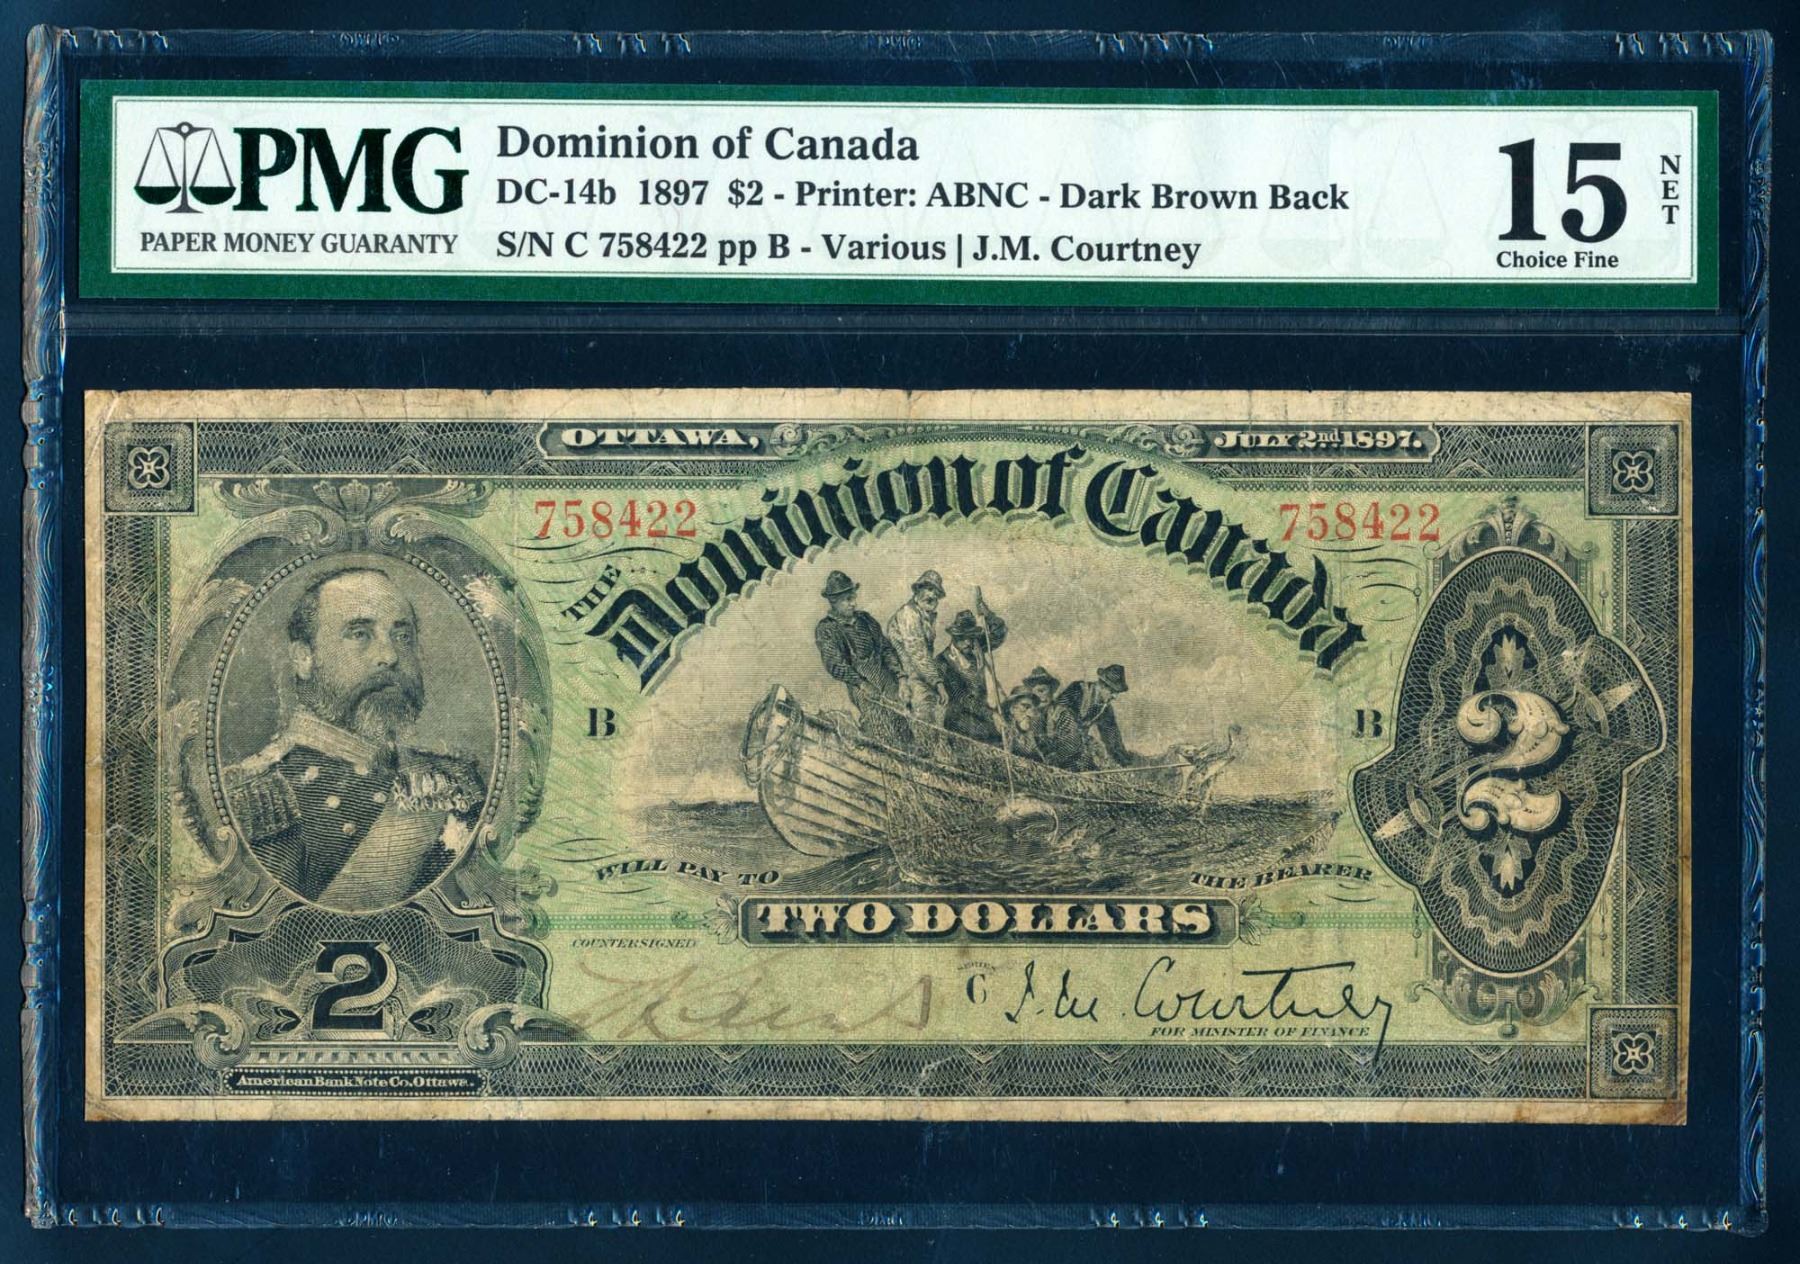 PMG
PAPER MONEY GUARANTY
Dominion of Canada
DC-14b 1897 $2 - Printer: ABNC - Dark Brown Back
S/N C 758422 pp B - Various | J.M. Courtney
15
NET
Choice Fine
OTTAWA, JULY 2nd 1897.
758422 758422
THE Dominion of Canada
B B
2
WILL PAY TO THE BEARER
TWO DOLLARS
COUNTERSIGNED
SERIES
C J. M. Courtney
FOR MINISTER OF FINANCE
2
American Bank Note Co. Ottawa.